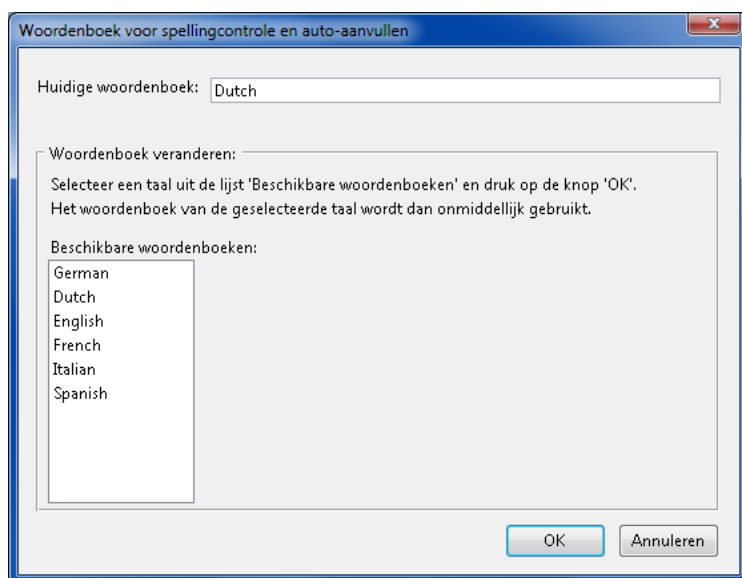 Woordenboek voor spellingcontrole en auto-aanvullen
Huidige woordenboek: Dutch
Woordenboek veranderen:
Selecteer een taal uit de lijst 'Beschikbare woordenboeken' en druk op de knop 'OK'.
Het woordenboek van de geselecteerde taal wordt dan onmiddellijk gebruikt.
Beschikbare woordenboeken:
German
Dutch
English
French
Italian
Spanish
OK Annuleren